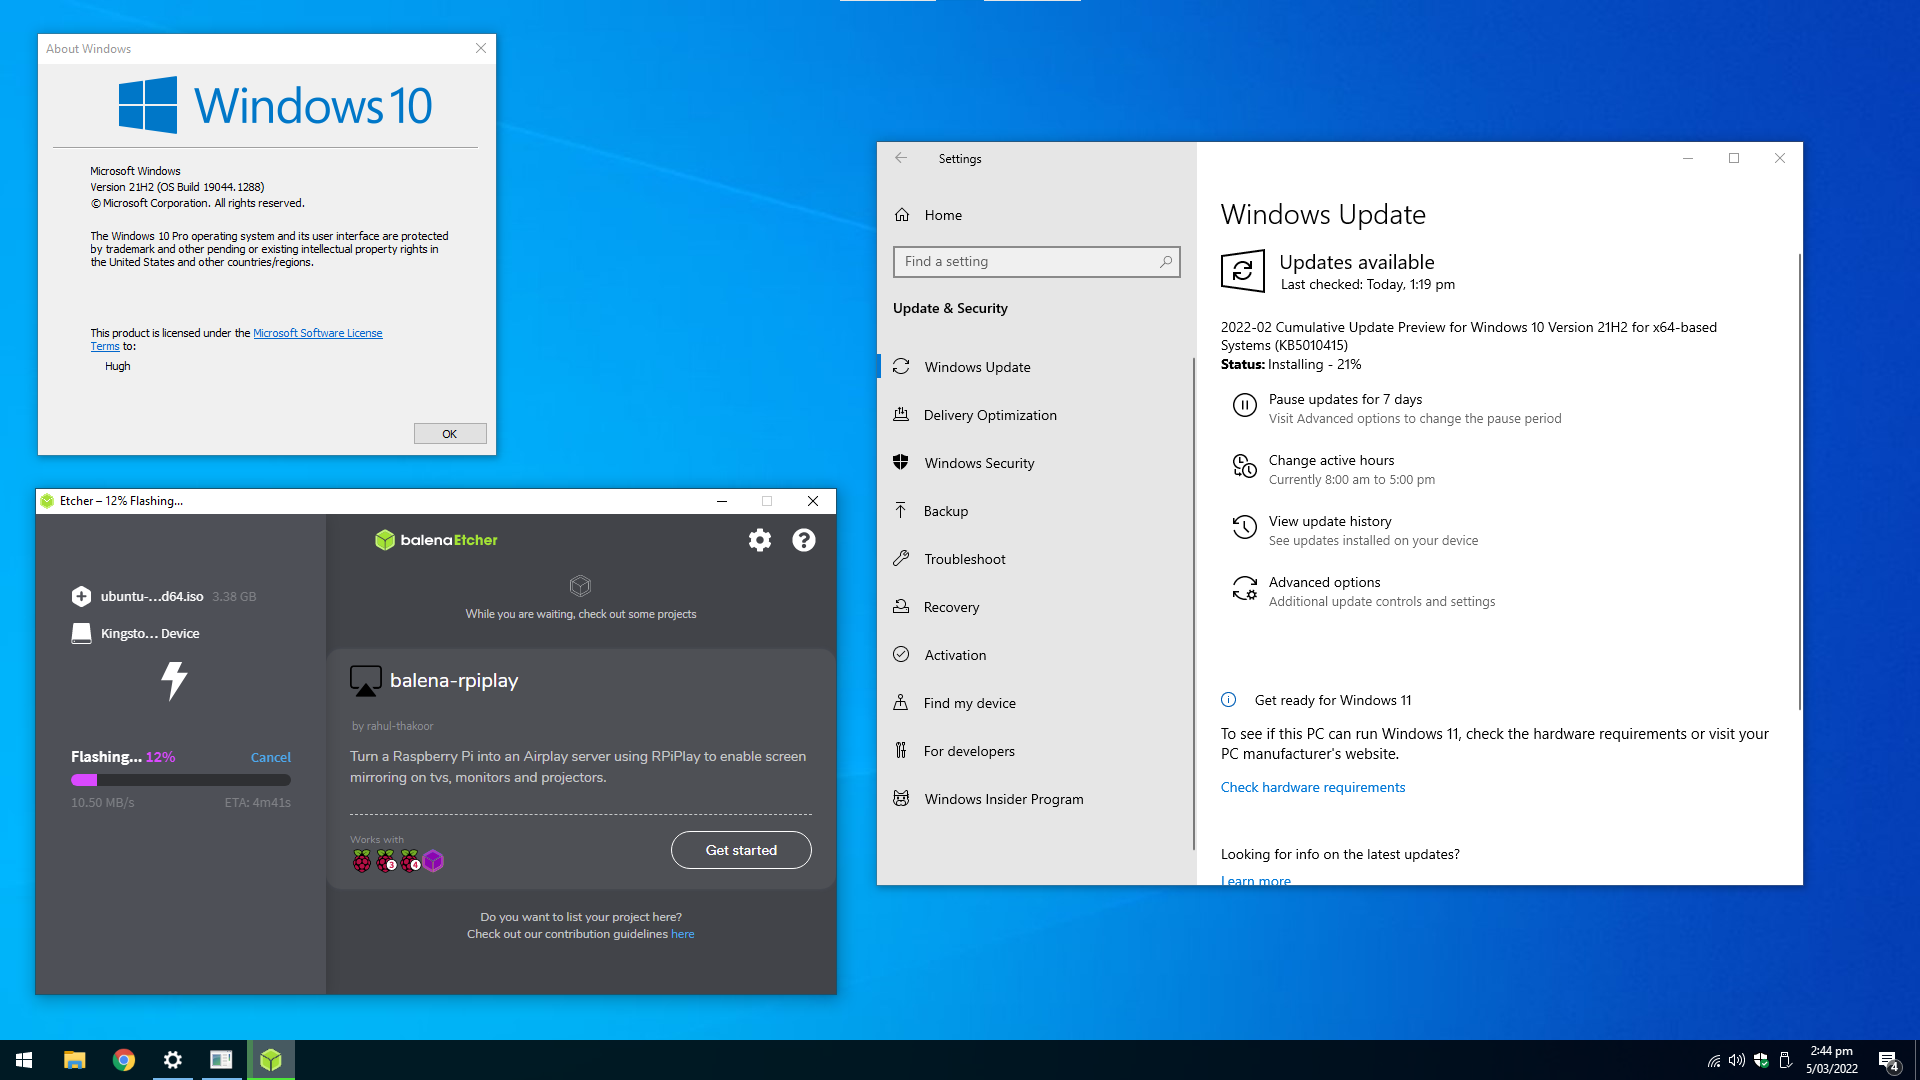 About Windows
Windows 10
Microsoft Windows
Version 21H2 (OS Build 19044.1288)
© Microsoft Corporation. All rights reserved.
The Windows 10 Pro operating system and its user interface are protected
by trademark and other pending or existing intellectual property rights in
the United States and other countries/regions.
This product is licensed under the Microsoft Software License
Terms to:
Hugh
OK
Etcher – 12% Flashing...
balenaEtcher
ubuntu-...d64.iso 3.38 GB
Kingsto... Device
Flashing... 12% Cancel
10.50 MB/s ETA: 4m41s
While you are waiting, check out some projects
balena-rpiplay
by rahul-thakoor
Turn a Raspberry Pi into an Airplay server using RPiPlay to enable screen
mirroring on tvs, monitors and projectors.
Works with
3
4
Get started
Do you want to list your project here?
Check out our contribution guidelines here
Settings
Home
Find a setting
Update & Security
Windows Update
Delivery Optimization
Windows Security
Backup
Troubleshoot
Recovery
Activation
Find my device
For developers
Windows Insider Program
Windows Update
Updates available
Last checked: Today, 1:19 pm
2022-02 Cumulative Update Preview for Windows 10 Version 21H2 for x64-based
Systems (KB5010415)
Status: Installing - 21%
Pause updates for 7 days
Visit Advanced options to change the pause period
Change active hours
Currently 8:00 am to 5:00 pm
View update history
See updates installed on your device
Advanced options
Additional update controls and settings
Get ready for Windows 11
To see if this PC can run Windows 11, check the hardware requirements or visit your
PC manufacturer's website.
Check hardware requirements
Looking for info on the latest updates?
Learn more
2:44 pm
5/03/2022
4